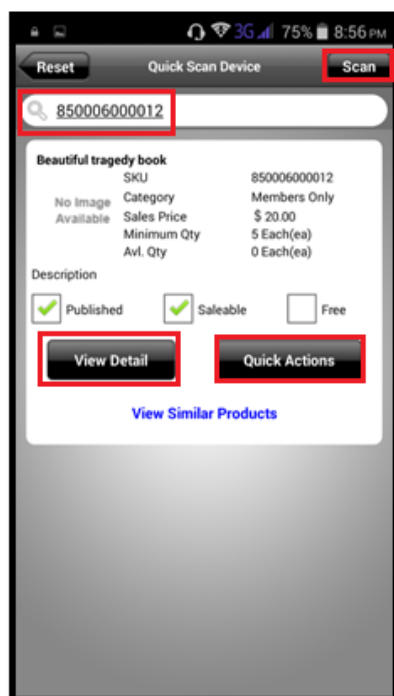 3G 75% 8:56 PM
Reset Quick Scan Device Scan
850006000012
Beautiful tragedy book
SKU 850006000012
No Image Available
Category Members Only
Sales Price $ 20.00
Minimum Qty 5 Each(ea)
Avl. Qty 0 Each(ea)
Description
Published Saleable Free
View Detail Quick Actions
View Similar Products